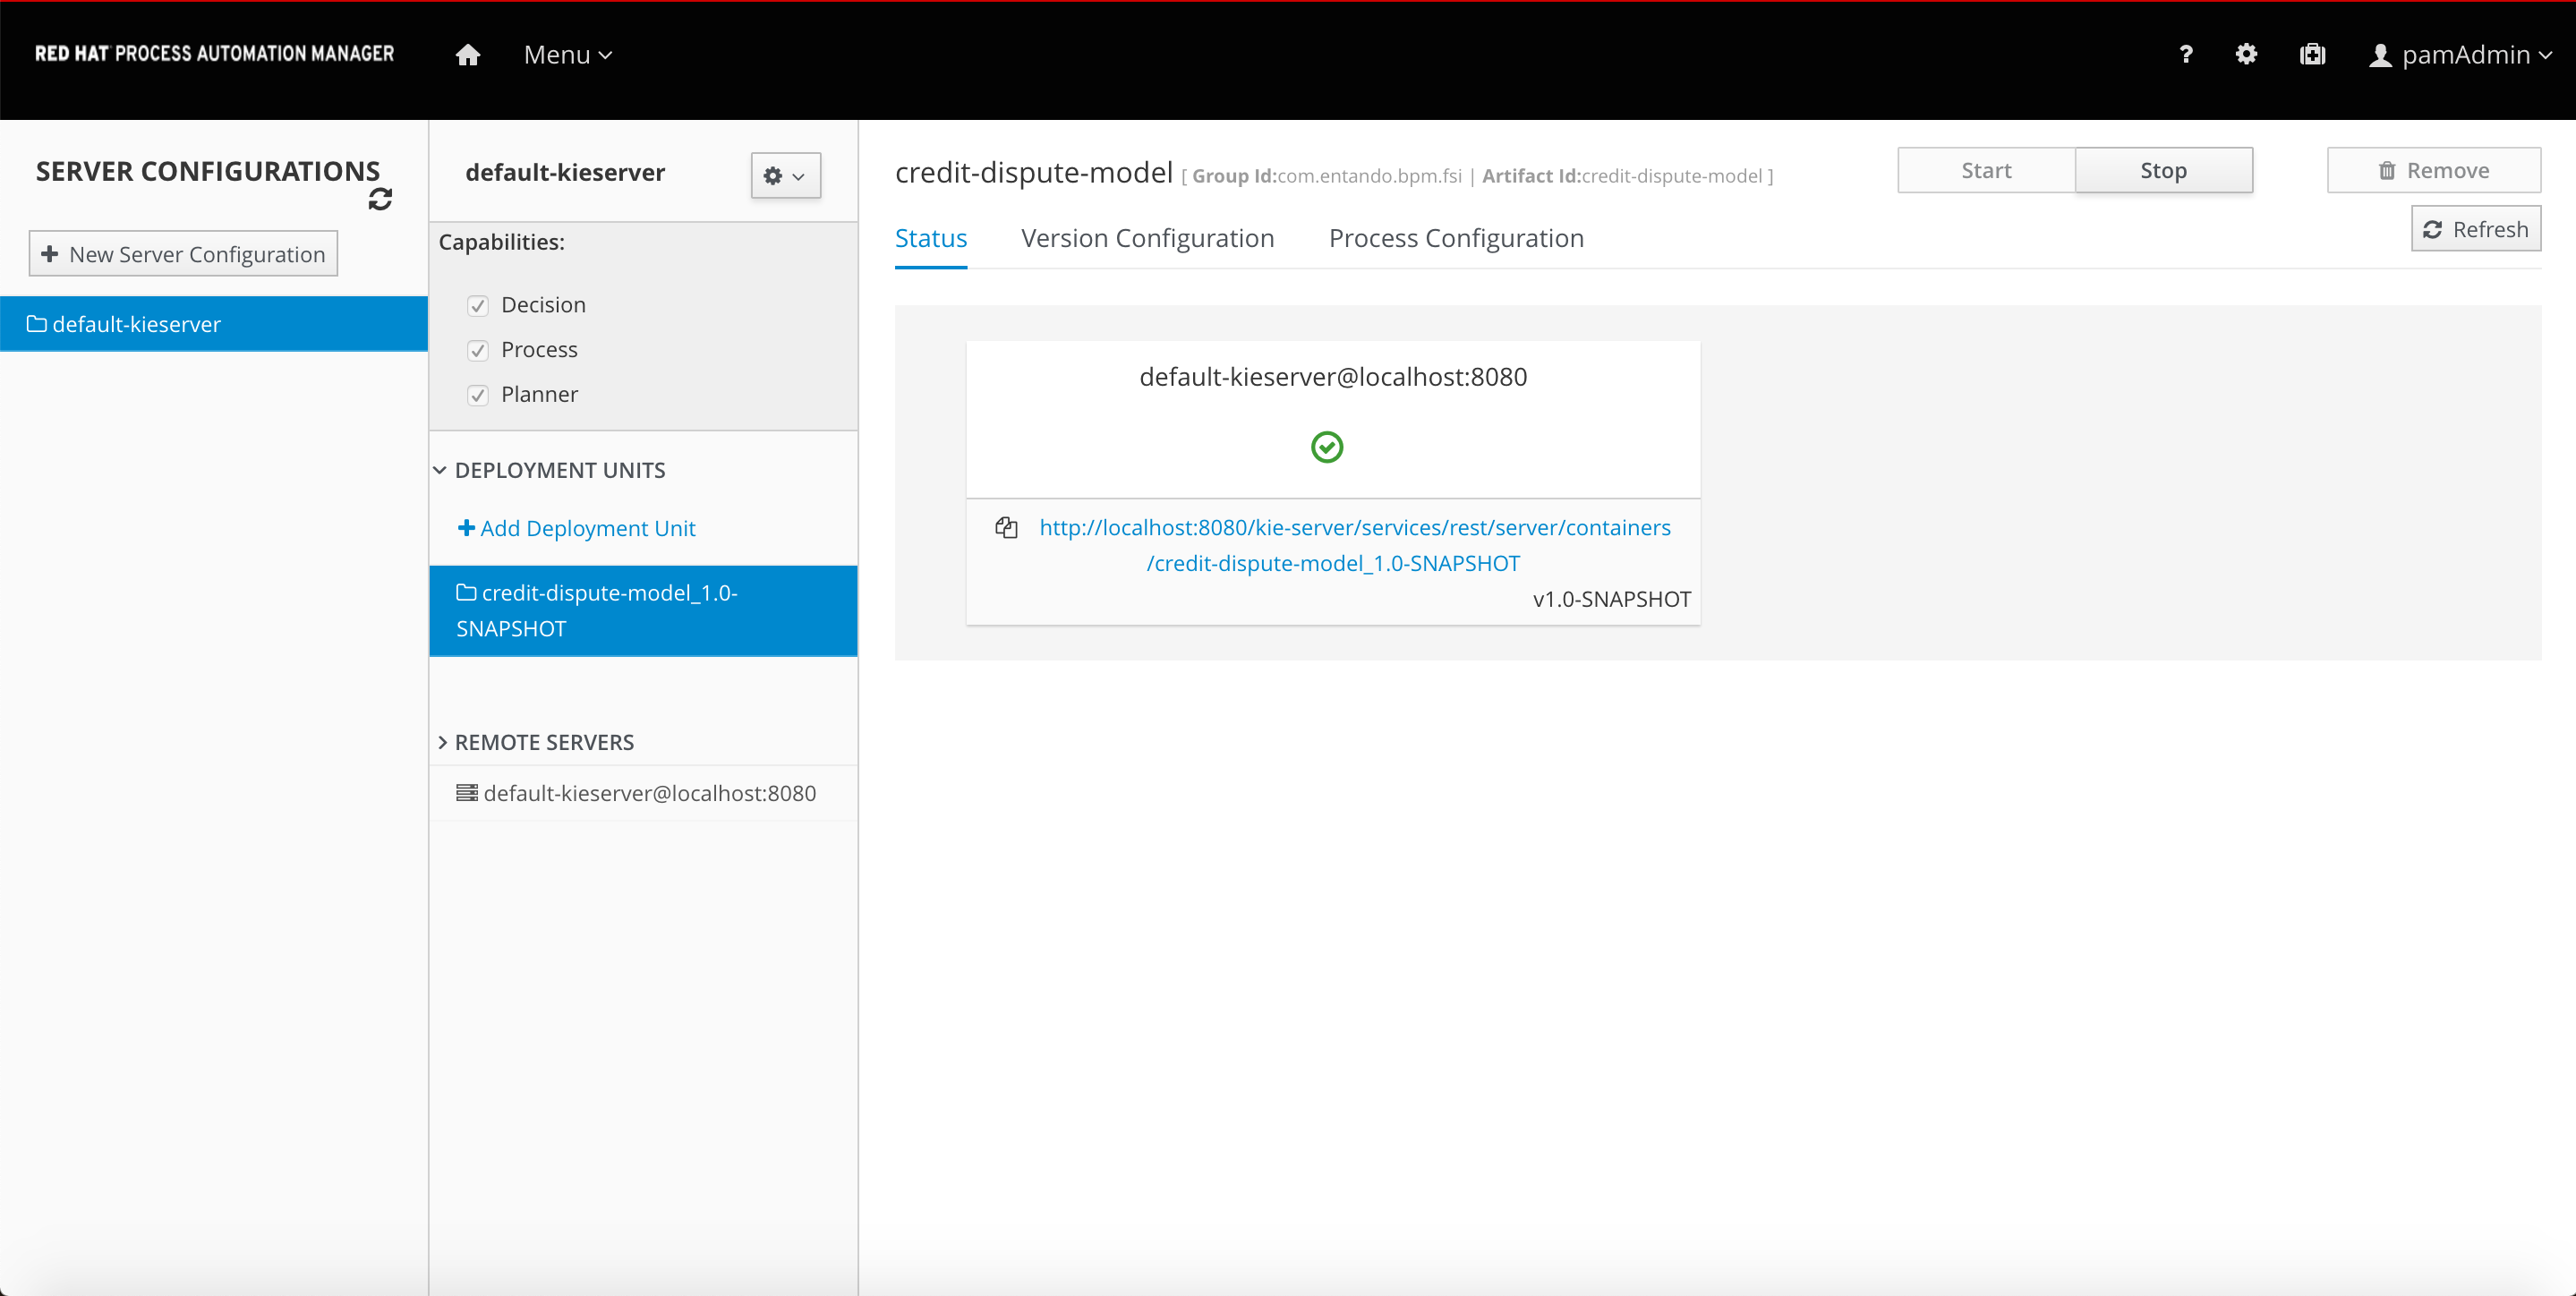 RED HAT PROCESS AUTOMATION MANAGER
Menu
?
pamAdmin
SERVER CONFIGURATIONS
New Server Configuration
default-kieserver
default-kieserver
Capabilities:
Decision
Process
Planner
DEPLOYMENT UNITS
Add Deployment Unit
credit-dispute-model_1.0-
SNAPSHOT
REMOTE SERVERS
default-kieserver@localhost:8080
credit-dispute-model [ Group Id:com.entando.bpm.fsi | Artifact Id:credit-dispute-model ]
Start
Stop
Remove
Refresh
Status
Version Configuration
Process Configuration
default-kieserver@localhost:8080
http://localhost:8080/kie-server/services/rest/server/containers
/credit-dispute-model_1.0-SNAPSHOT
v1.0-SNAPSHOT